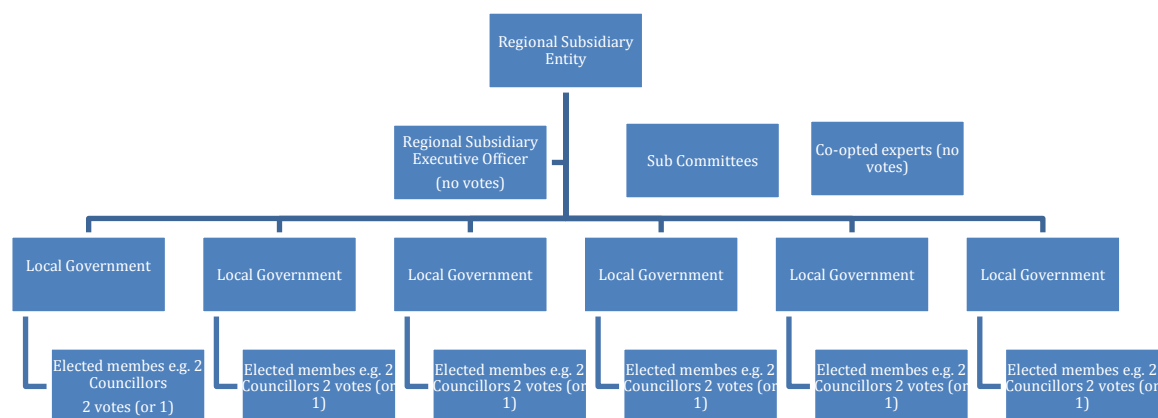 Regional Subsidiary
Entity
Regional Subsidiary
Executive Officer
(no votes)
Sub Committees
Co-opted experts (no
votes)
Local Government
Local Government
Local Government
Local Government
Local Government
Local Government
Elected membes e.g. 2
Councillors
2 votes (or 1)
Elected membes e.g. 2
Councillors 2 votes (or
1)
Elected membes e.g. 2
Councillors 2 votes (or
1)
Elected membes e.g. 2
Councillors 2 votes (or
1)
Elected membes e.g. 2
Councillors 2 votes (or
1)
Elected membes e.g. 2
Councillors 2 votes (or
1)